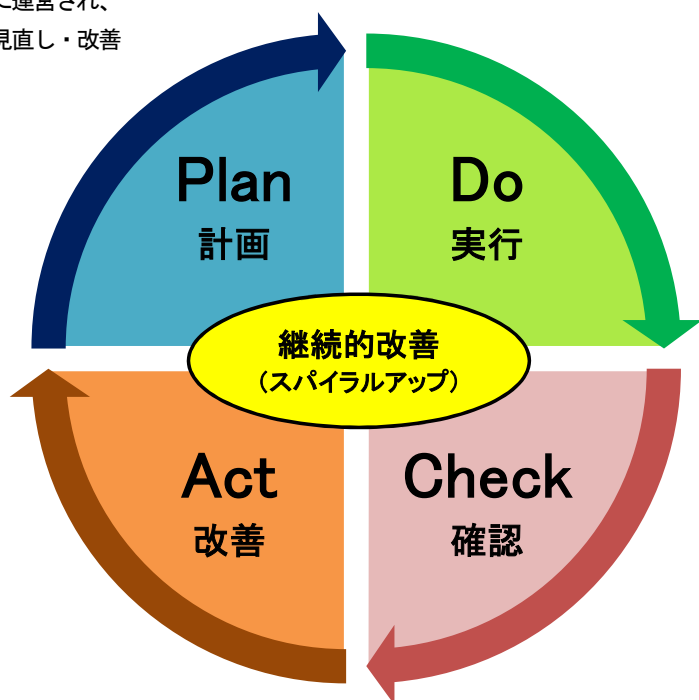 に運営され、
見直し・改善
Plan
計画
Do
実行
継続的改善
（スパイラルアップ）
Act
改善
Check
確認